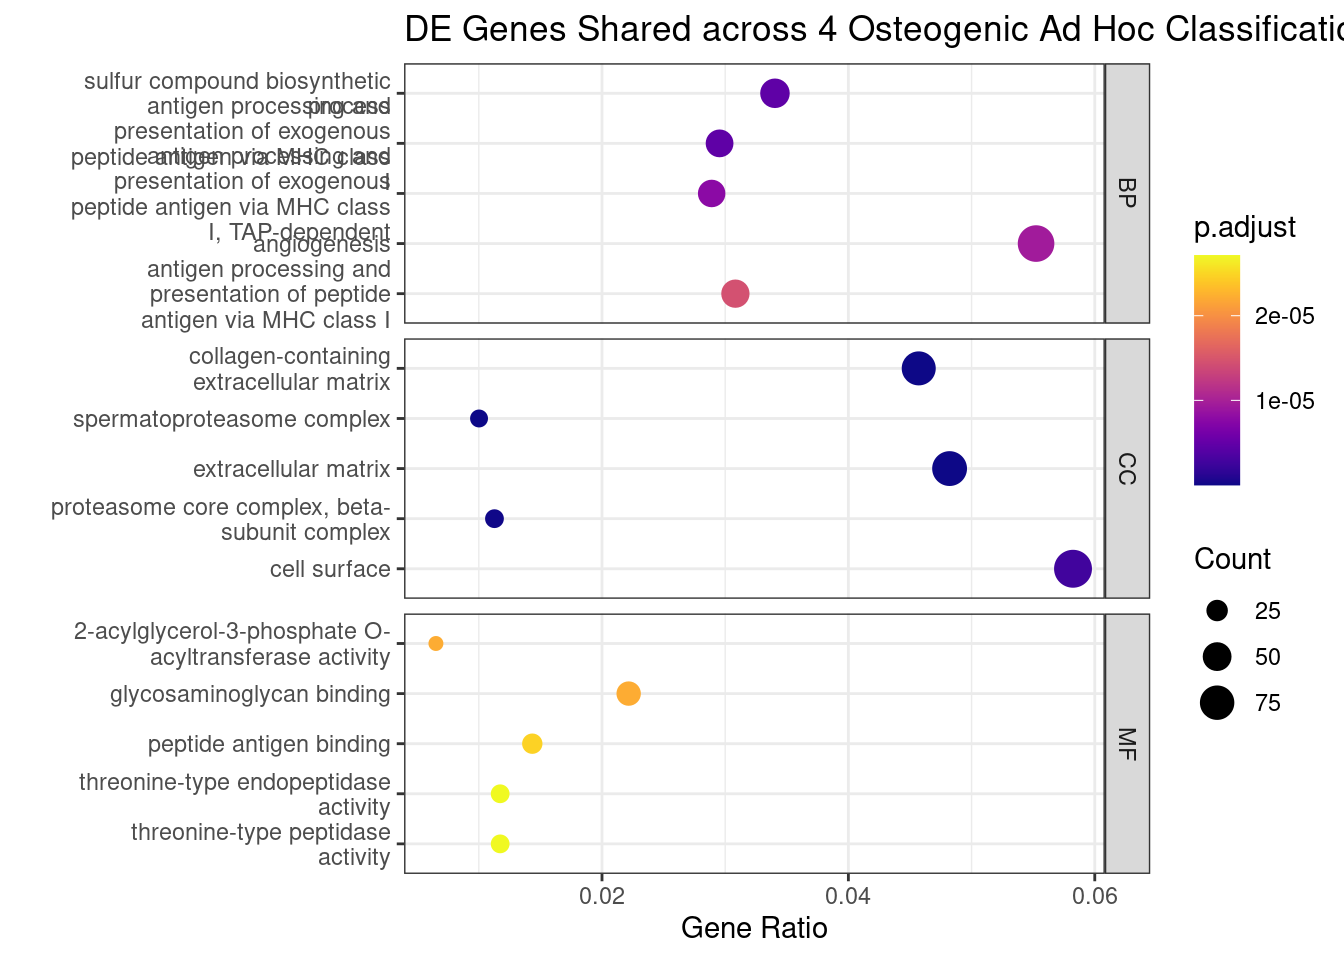 DE Genes Shared across 4 Osteogenic Ad Hoc Classificatio
sulfur compound biosynthetic
process
antigen processing and
presentation of exogenous
peptide antigen via MHC class
I
antigen processing and
presentation of exogenous
peptide antigen via MHC class
I, TAP-dependent
angiogenesis
antigen processing and
presentation of peptide
antigen via MHC class I
BP
collagen-containing
extracellular matrix
spermatoproteasome complex
extracellular matrix
proteasome core complex, beta-
subunit complex
cell surface
CC
2-acylglycerol-3-phosphate O-
acyltransferase activity
glycosaminoglycan binding
peptide antigen binding
threonine-type endopeptidase
activity
threonine-type peptidase
activity
MF
0.02
0.04
0.06
Gene Ratio
p.adjust
2e-05
1e-05
Count
25
50
75